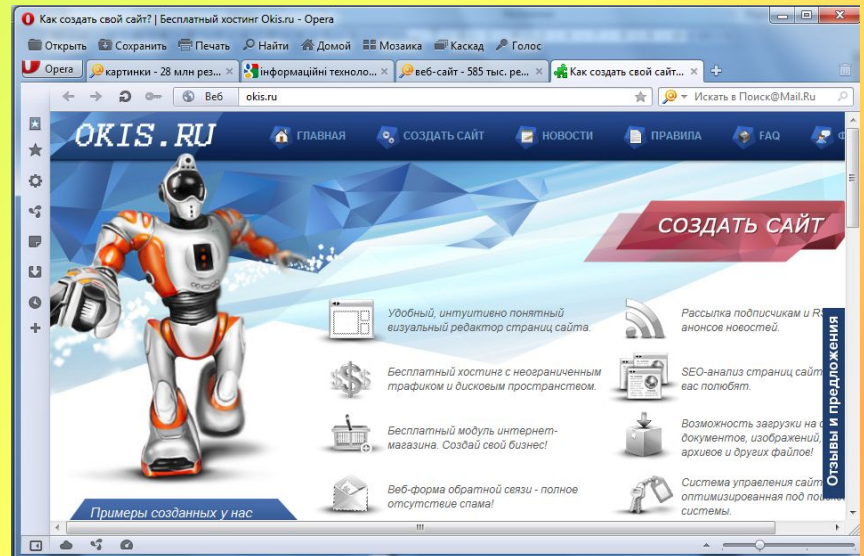 Как создать свой сайт? | Бесплатный хостинг Okis.ru - Opera
Открыть Сохранить Печать Найти Домой Мозаика Каскад Голос
Opera картинки - 28 млн рез... інформаційні техноло... веб-сайт - 585 тыс. ре... Как создать свой сайт...
Веб okis.ru Искать в Поиск@Mail.Ru
OKIS.RU ГЛАВНАЯ СОЗДАТЬ САЙТ НОВОСТИ ПРАВИЛА FAQ
СОЗДАТЬ САЙТ
Удобный, интуитивно понятный
визуальный редактор страниц сайта.
Рассылка подписчикам и
анонсов новостей.
Бесплатный хостинг с неограниченным
трафиком и дисковым пространством.
SEO-анализ страниц
вас полюбят.
Бесплатный модуль интернет-
магазина. Создай свой бизнес!
Возможность загрузки на
документов, изображений,
архивов и других файлов!
Веб-форма обратной связи - полное
отсутствие спама!
Система управления
оптимизированная под
системы.
Отзывы и предложения
Примеры созданных у нас